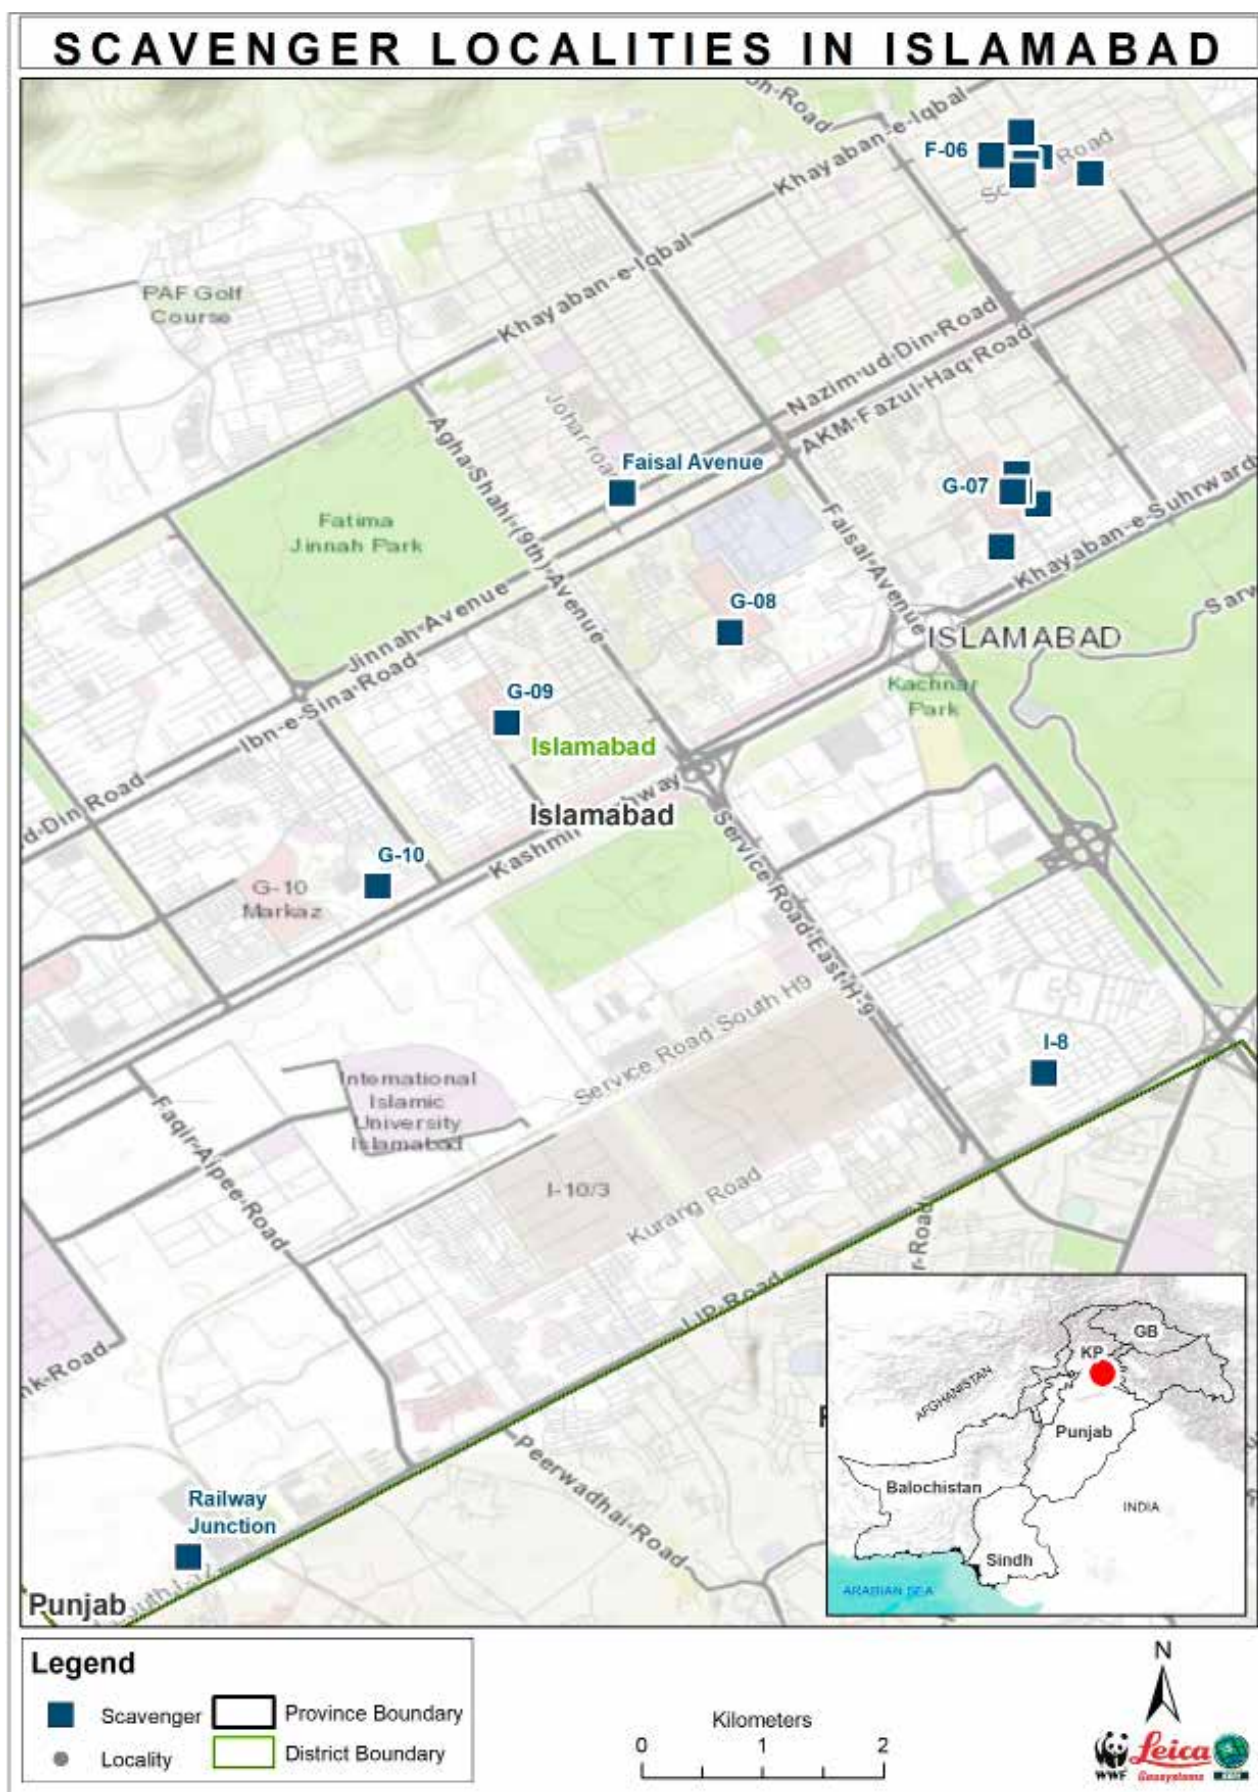 SCAVENGER LOCALITIES IN ISLAMABAD
Khayaban-e-Iqbal
F-06
Road
Khayaban-e-Iqbal
PAF Golf
Course
Nazim-ud-Din-Road
AKM-Fazul-Haq-Road
Johar-road
Agha-Shahi-(9th)-Avenue
Faisal Avenue
G-07
Khayaban-e-Suhrward
Fatima
Jinnah Park
Faisal-Avenue
G-08
ISLAMABAD
Jinnah-Avenue
Ibn-e-Sina-Road
Kachnar
Park
G-09
Islamabad
Islamabad
d-Din-Road
G-10
G-10
Markaz
Service-Road-East-H-9
Service Road South H9
I-8
International
Islamic
University
Islamabad
Faqir-Aipee-Road
I-10/3
Kurang Road
IJP-Road
r-Road
nk-Road
Peerwadhai-Road
Railway
Junction
Punjab
GB
KP
AFGHANISTAN
Punjab
Balochistan
INDIA
Sindh
ARABIAN SEA
Legend
Scavenger
Province Boundary
Locality
District Boundary
Kilometers
0 1 2
N
WWF
Leica
Geosystems